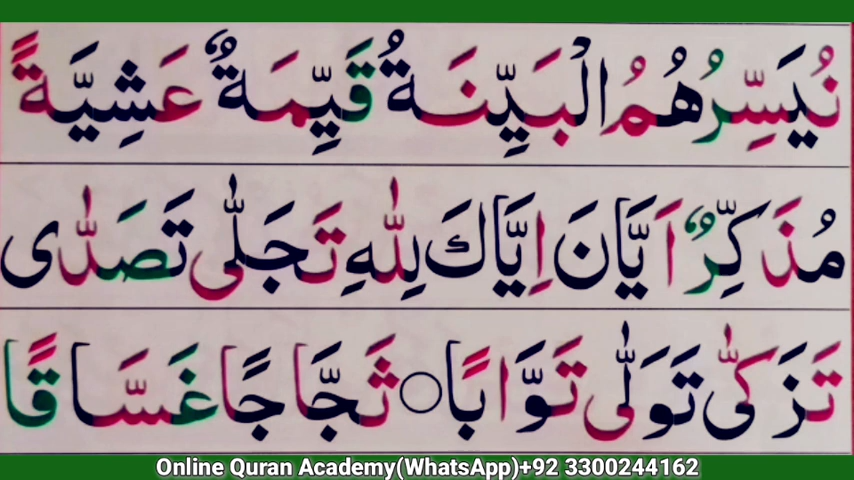 نُيَسِّرُهُمُ الْبَيِّنَةُ قَيِّمَةٌ عَشِيَّةً
مُذَكِّرٌ اَيَّانَ اِيَّاكَ لِلّٰهِ تَجَلّٰى تَصَدّٰى
تَزَكّٰى تَوَلّٰى تَوَّابًا ○ ثَجَّاجًا غَسَّاقًا
Online Quran Academy(WhatsApp)+92 3300244162